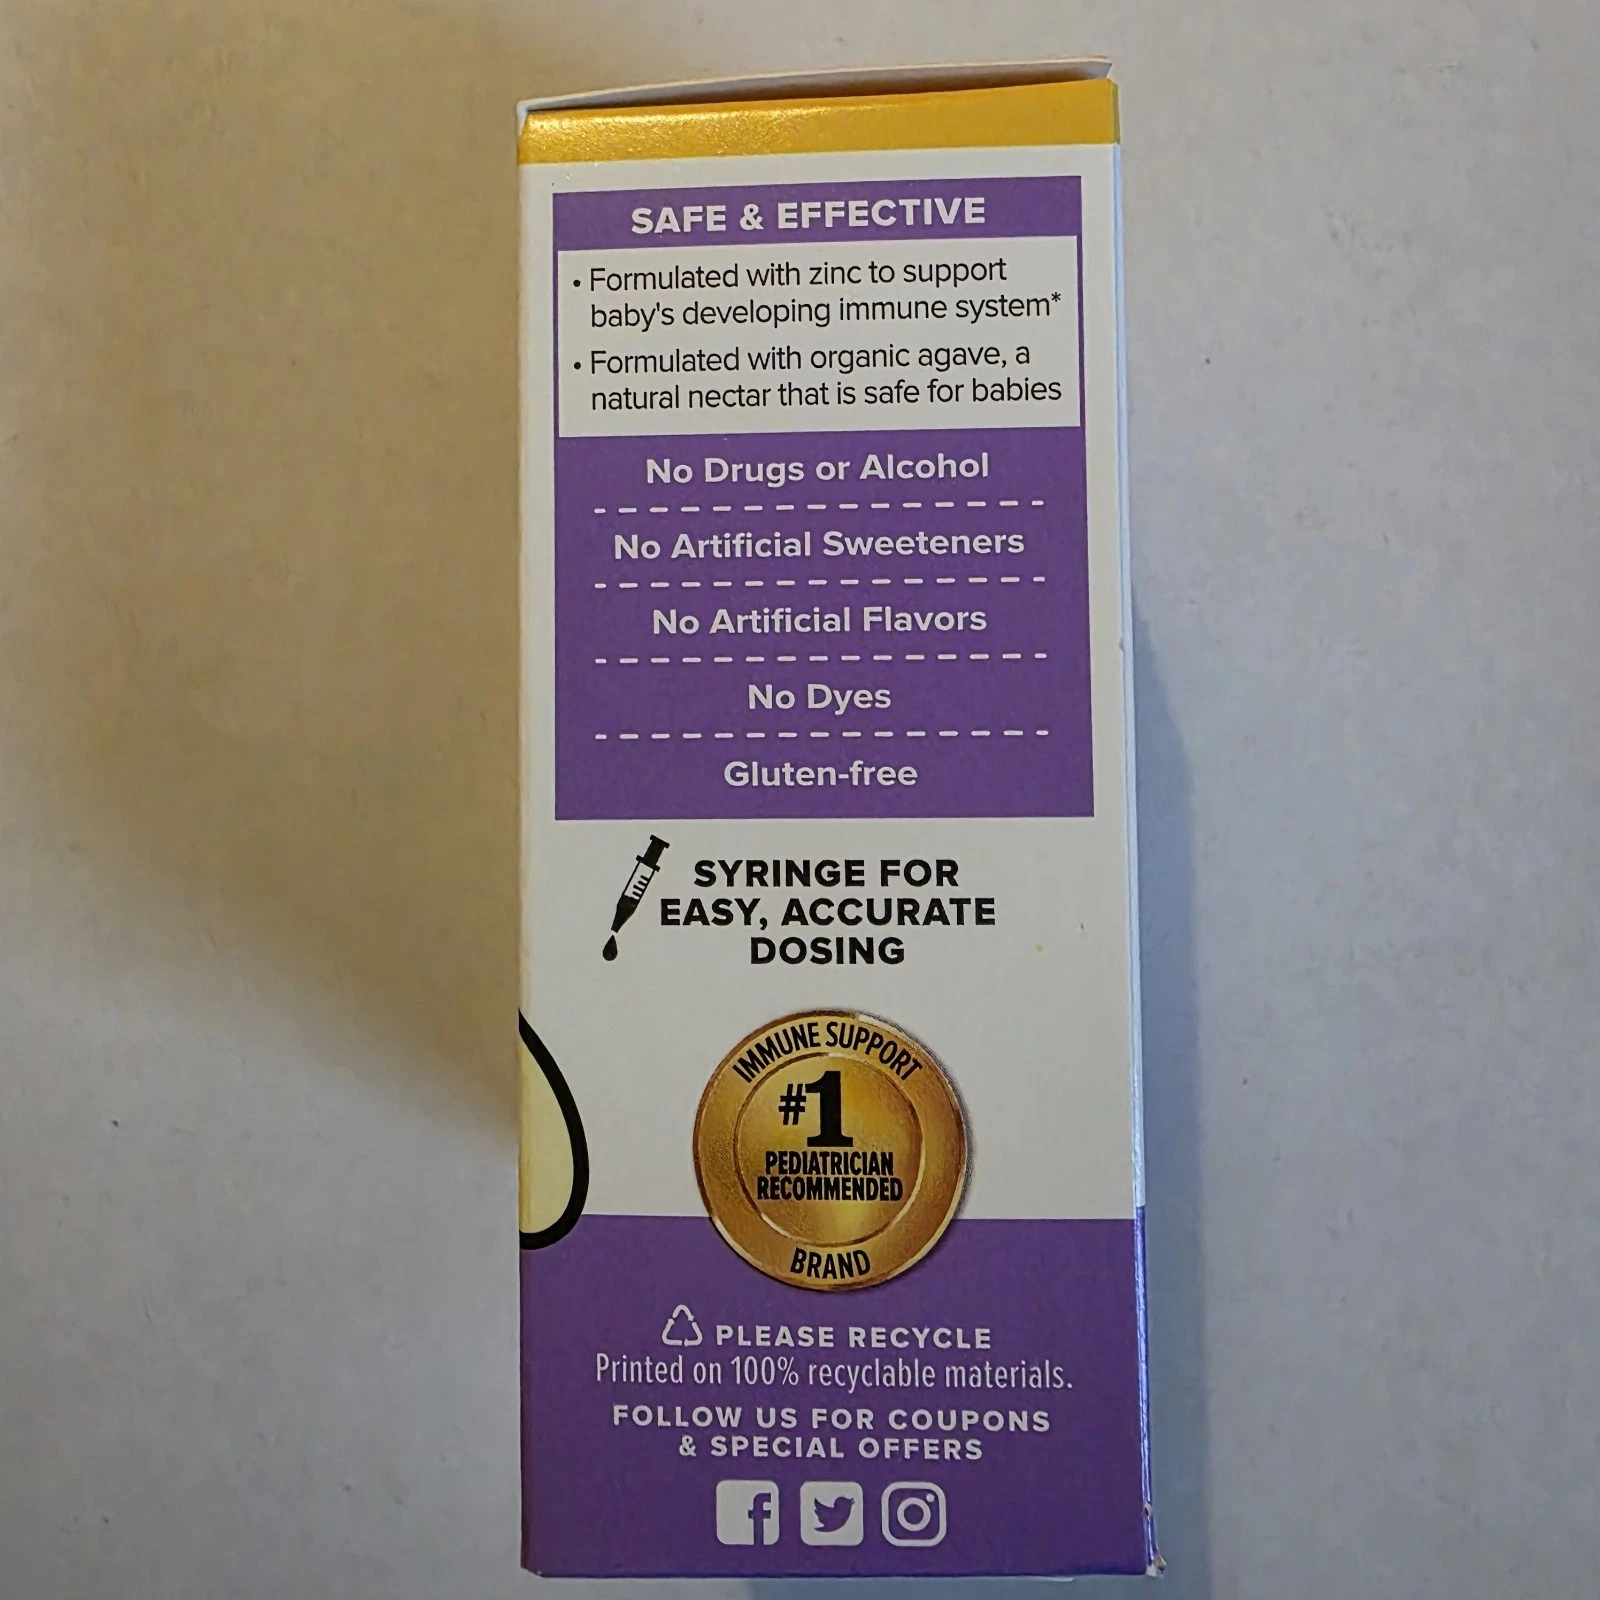 SAFE & EFFECTIVE
• Formulated with zinc to support
baby's developing immune system*
• Formulated with organic agave, a
natural nectar that is safe for babies
No Drugs or Alcohol
No Artificial Sweeteners
No Artificial Flavors
No Dyes
Gluten-free
SYRINGE FOR
EASY, ACCURATE
DOSING
IMMUNE SUPPORT
#1
PEDIATRICIAN
RECOMMENDED
BRAND
PLEASE RECYCLE
Printed on 100% recyclable materials.
FOLLOW US FOR COUPONS
& SPECIAL OFFERS